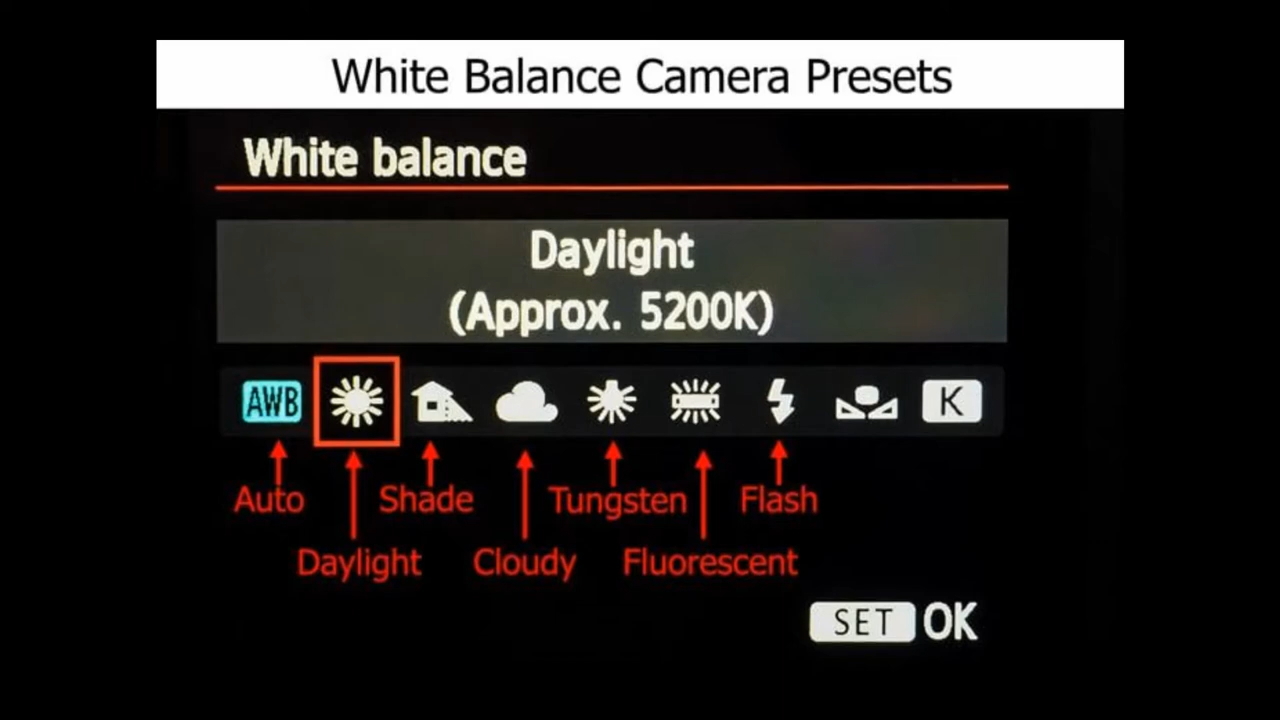 White Balance Camera Presets
White balance
Daylight
(Approx. 5200K)
AWB K
Auto Shade Tungsten Flash
Daylight Cloudy Fluorescent
SET OK